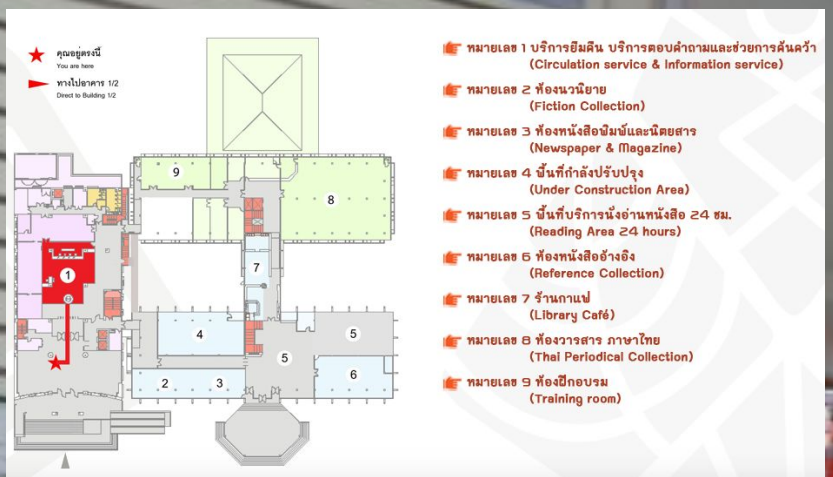 คุณอยู่ตรงนี้
You are here
ทางไปอาคาร 1/2
Direct to Building 1/2
9
8
1
7
4
5
5
2
3
6
หมายเลข 1 บริการยืมคืน บริการตอบคำถามและช่วยการค้นคว้า
(Circulation service & Information service)
หมายเลข 2 ห้องนวนิยาย
(Fiction Collection)
หมายเลข 3 ห้องหนังสือพิมพ์และนิตยสาร
(Newspaper & Magazine)
หมายเลข 4 พื้นที่กำลังปรับปรุง
(Under Construction Area)
หมายเลข 5 พื้นที่บริการนั่งอ่านหนังสือ 24 ชม.
(Reading Area 24 hours)
หมายเลข 6 ห้องหนังสืออ้างอิง
(Reference Collection)
หมายเลข 7 ร้านกาแฟ
(Library Café)
หมายเลข 8 ห้องวารสาร ภาษาไทย
(Thai Periodical Collection)
หมายเลข 9 ห้องฝึกอบรม
(Training room)